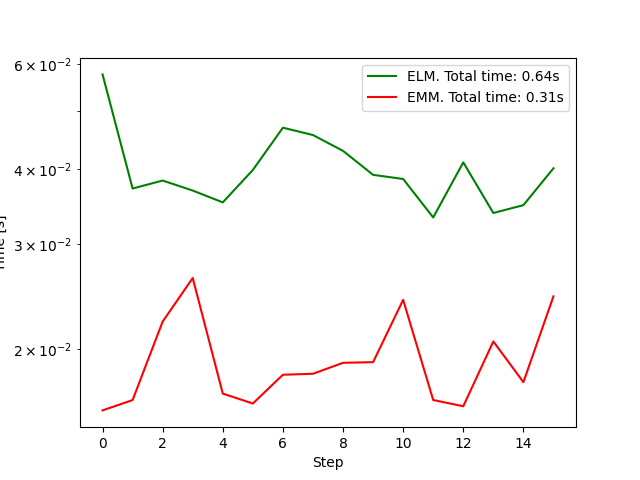 ELM. Total time: 0.64s
EMM. Total time: 0.31s
6 × 10⁻²
4 × 10⁻²
3 × 10⁻²
2 × 10⁻²
0 2 4 6 8 10 12 14
Step